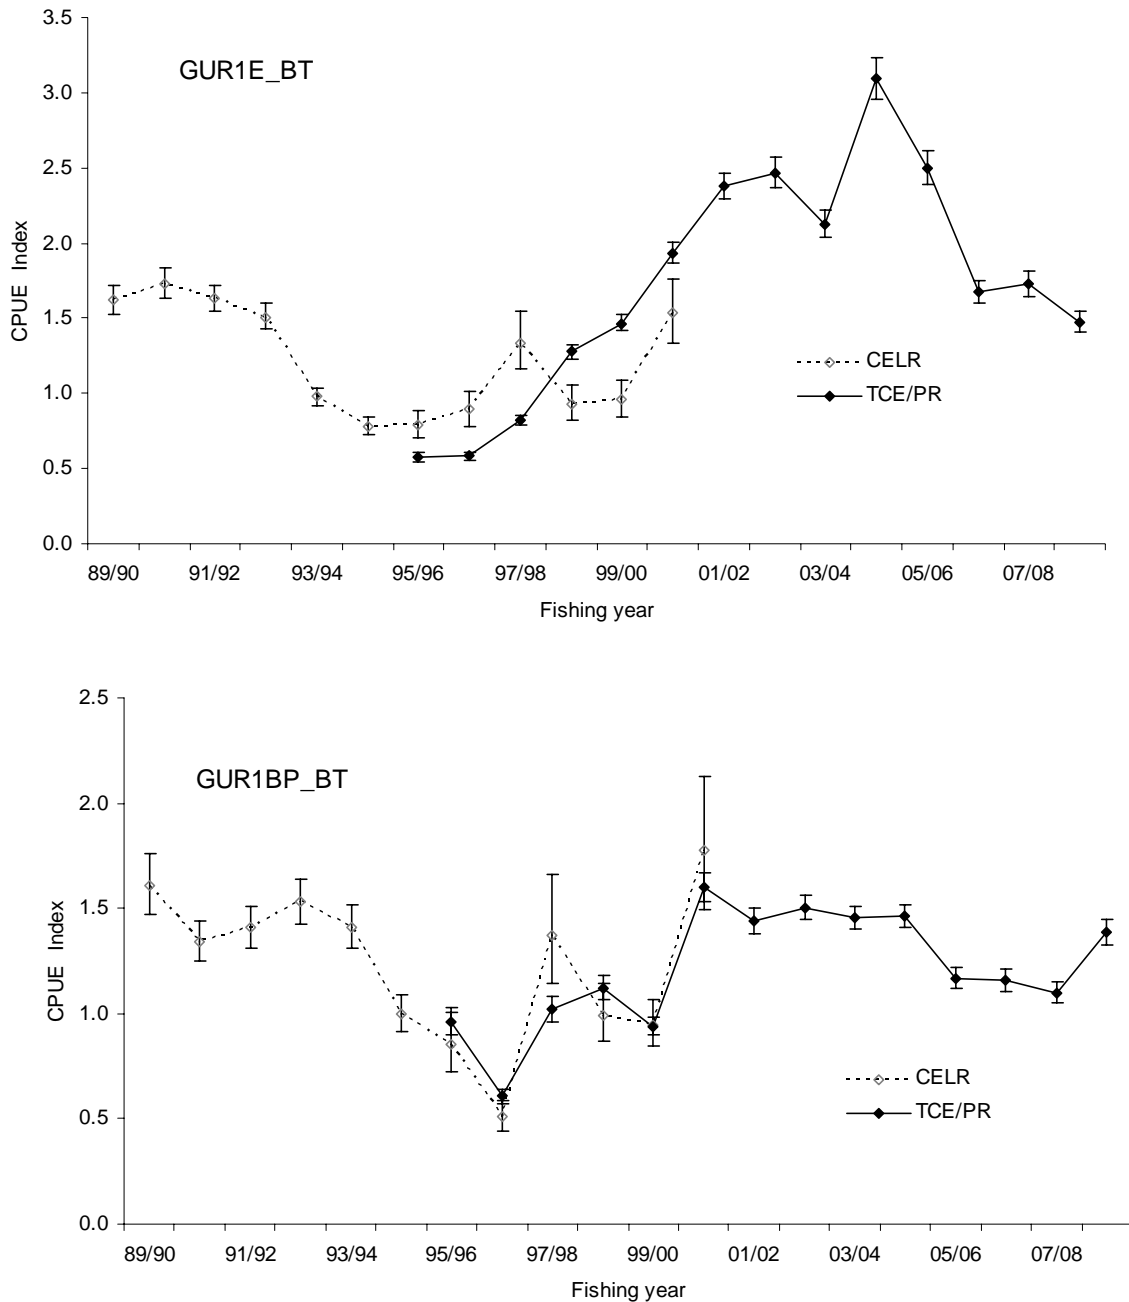 3.5
GUR1E_BT
3.0
2.5
2.0
1.5
1.0
0.5
0.0
CPUE Index
CELR
TCE/PR
89/90 91/92 93/94 95/96 97/98 99/00 01/02 03/04 05/06 07/08
Fishing year
2.5
GUR1BP_BT
2.0
1.5
1.0
0.5
0.0
CPUE Index
CELR
TCE/PR
89/90 91/92 93/94 95/96 97/98 99/00 01/02 03/04 05/06 07/08
Fishing year